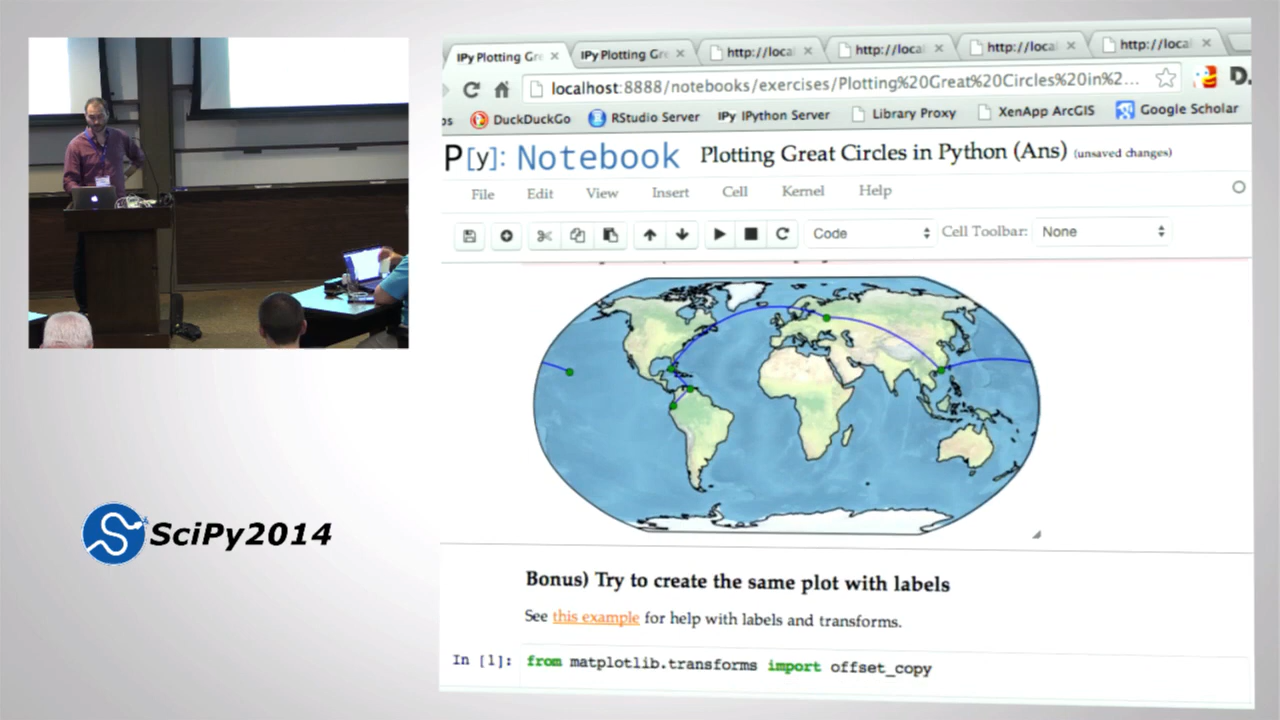 IPy Plotting Gre
IPy Plotting Gre
http://local
http://local
http://local
http://local
localhost:8888/notebooks/exercises/Plotting%20Great%20Circles%20in%2...
D.
os
DuckDuckGo
RStudio Server
IPy IPython Server
Library Proxy
XenApp ArcGIS
Google Scholar
P[y]: Notebook
Plotting Great Circles in Python (Ans) (unsaved changes)
File
Edit
View
Insert
Cell
Kernel
Help
Code
Cell Toolbar:
None
SciPy2014
Bonus) Try to create the same plot with labels
See this example for help with labels and transforms.
In [1]: from matplotlib.transforms import offset_copy